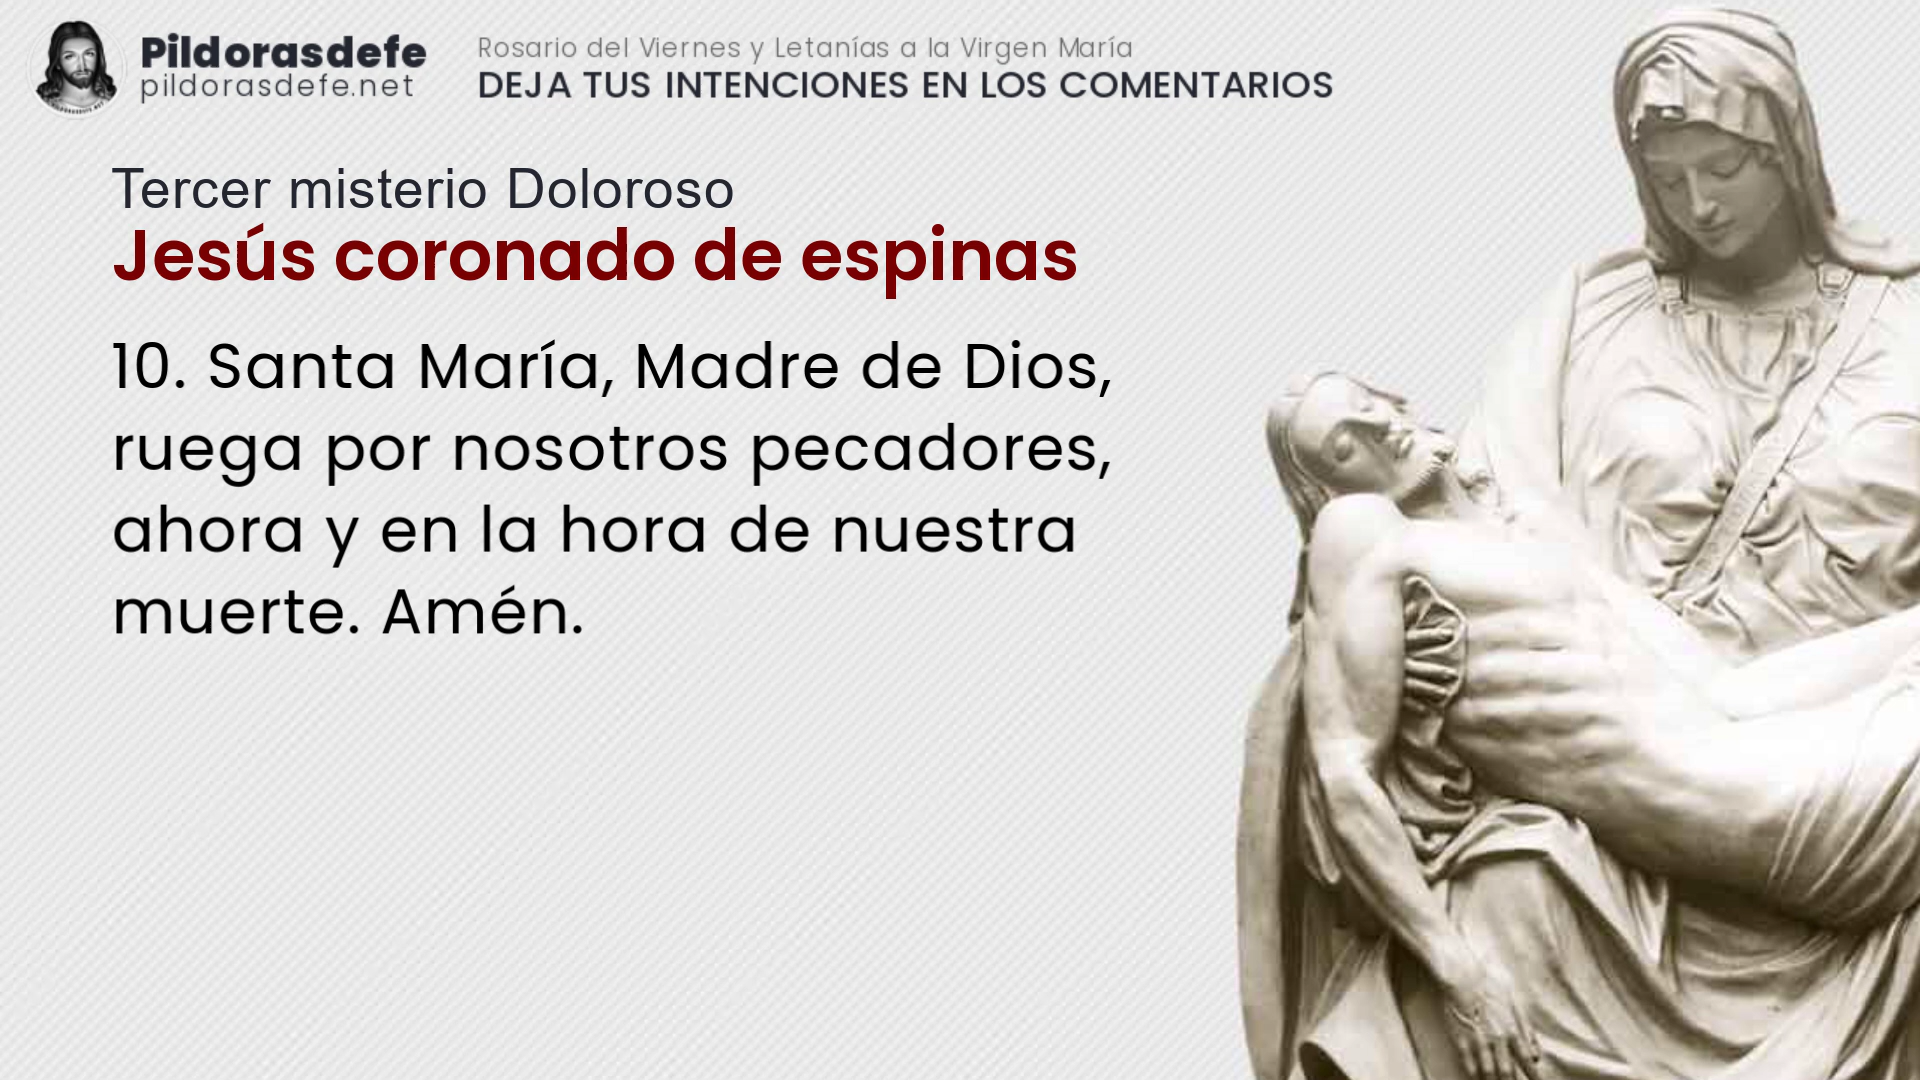 Pildorasdefe
pildorasdefe.net
Rosario del Viernes y Letanías a la Virgen María
DEJA TUS INTENCIONES EN LOS COMENTARIOS
Tercer misterio Doloroso
Jesús coronado de espinas
10. Santa María, Madre de Dios,
ruega por nosotros pecadores,
ahora y en la hora de nuestra
muerte. Amén.